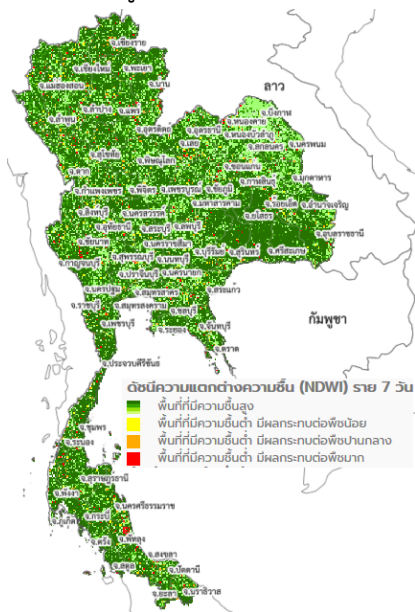 จ.เชียงราย
จ.เชียงใหม่ จ.พะเยา
จ.แม่ฮ่องสอน จ.น่าน
ลาว
จ.ลำปาง จ.แพร่
จ.ลำพูน
จ.บึงกาฬ
จ.หนองคาย
จ.อุตรดิตถ์ จ.อุดรธานี
จ.หนองบัวลำภู
จ.เลย จ.สกลนคร จ.นครพนม
จ.สุโขทัย จ.พิษณุโลก
จ.ขอนแก่น
จ.ตาก จ.กาฬสินธุ์ จ.มุกดาหาร
จ.กำแพงเพชร จ.พิจิตร จ.เพชรบูรณ์ จ.ชัยภูมิ
จ.มหาสารคาม จ.ร้อยเอ็ด จ.อำนาจเจริญ
จ.สิงห์บุรี จ.นครสวรรค์ จ.ยโสธร
จ.อุทัยธานี จ.สระบุรี จ.ลพบุรี
จ.อุบลราชธานี
จ.ชัยนาท จ.นครราชสีมา
จ.กาญจนบุรี จ.สุพรรณบุรี จ.นนทบุรี จ.บุรีรัมย์ จ.สุรินทร์ จ.ศรีสะเกษ
จ.ปราจีนบุรี จ.นครนายก
จ.นครปฐม จ.สมุทรสาคร จ.สระแก้ว
จ.ราชบุรี จ.สมุทรสงคราม จ.ชลบุรี
จ.เพชรบุรี จ.ระยอง จ.จันทบุรี
กัมพูชา
จ.ตราด
จ.ประจวบคีรีขันธ์
ดัชนีความแตกต่างความชื้น (NDWI) ราย 7 วัน
พื้นที่ที่มีความชื้นสูง
พื้นที่ที่มีความชื้นต่ำ มีผลกระทบต่อพืชน้อย
พื้นที่ที่มีความชื้นต่ำ มีผลกระทบต่อพืชปานกลาง
พื้นที่ที่มีความชื้นต่ำ มีผลกระทบต่อพืชมาก
จ.ชุมพร
จ.ระนอง
จ.สุราษฎร์ธานี
จ.พังงา
จ.นครศรีธรรมราช
จ.ภูเก็ต จ.กระบี่
จ.ตรัง จ.พัทลุง
จ.สงขลา
จ.สตูล จ.ปัตตานี
จ.ยะลา จ.นราธิวาส